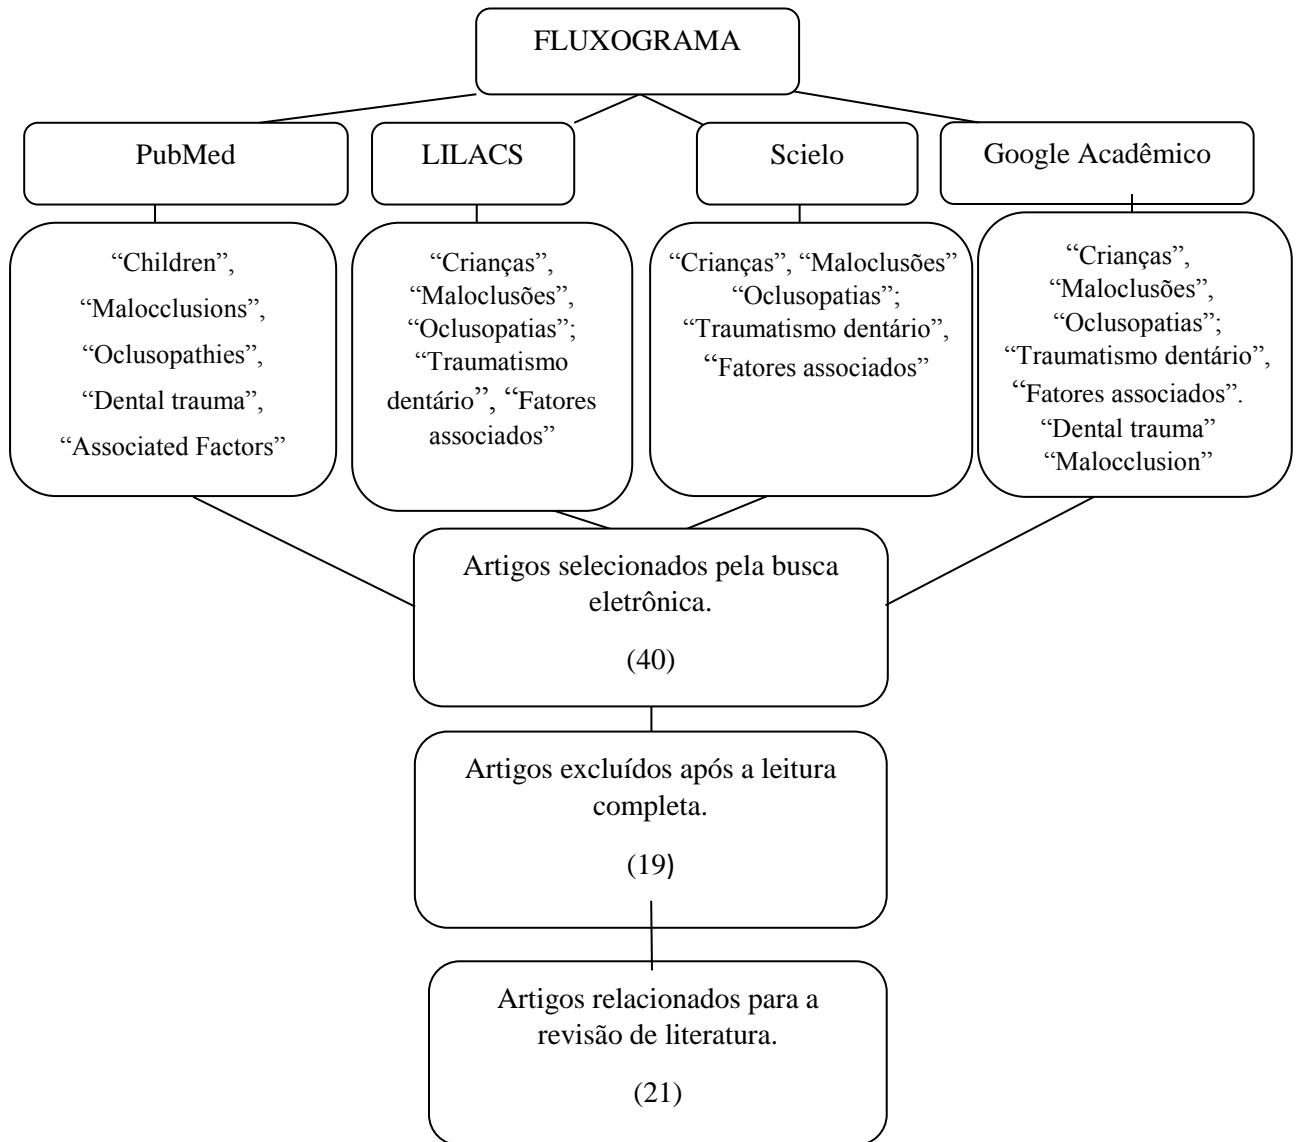 FLUXOGRAMA
PubMed
LILACS
Scielo
Google Acadêmico
“Children”,
“Malocclusions”,
“Oclusopathies”,
“Dental trauma”,
“Associated Factors”
“Crianças”,
“Maloclusões”,
“Oclusopatias”;
“Traumatismo
dentário”, “Fatores
associados”
“Crianças”, “Maloclusões”
“Oclusopatias”;
“Traumatismo dentário”,
“Fatores associados”
“Crianças”,
“Maloclusões”,
“Oclusopatias”;
“Traumatismo dentário”,
“Fatores associados”.
“Dental trauma”
“Malocclusion”
Artigos selecionados pela busca
eletrônica.
(40)
Artigos excluídos após a leitura
completa.
(19)
Artigos relacionados para a
revisão de literatura.
(21)